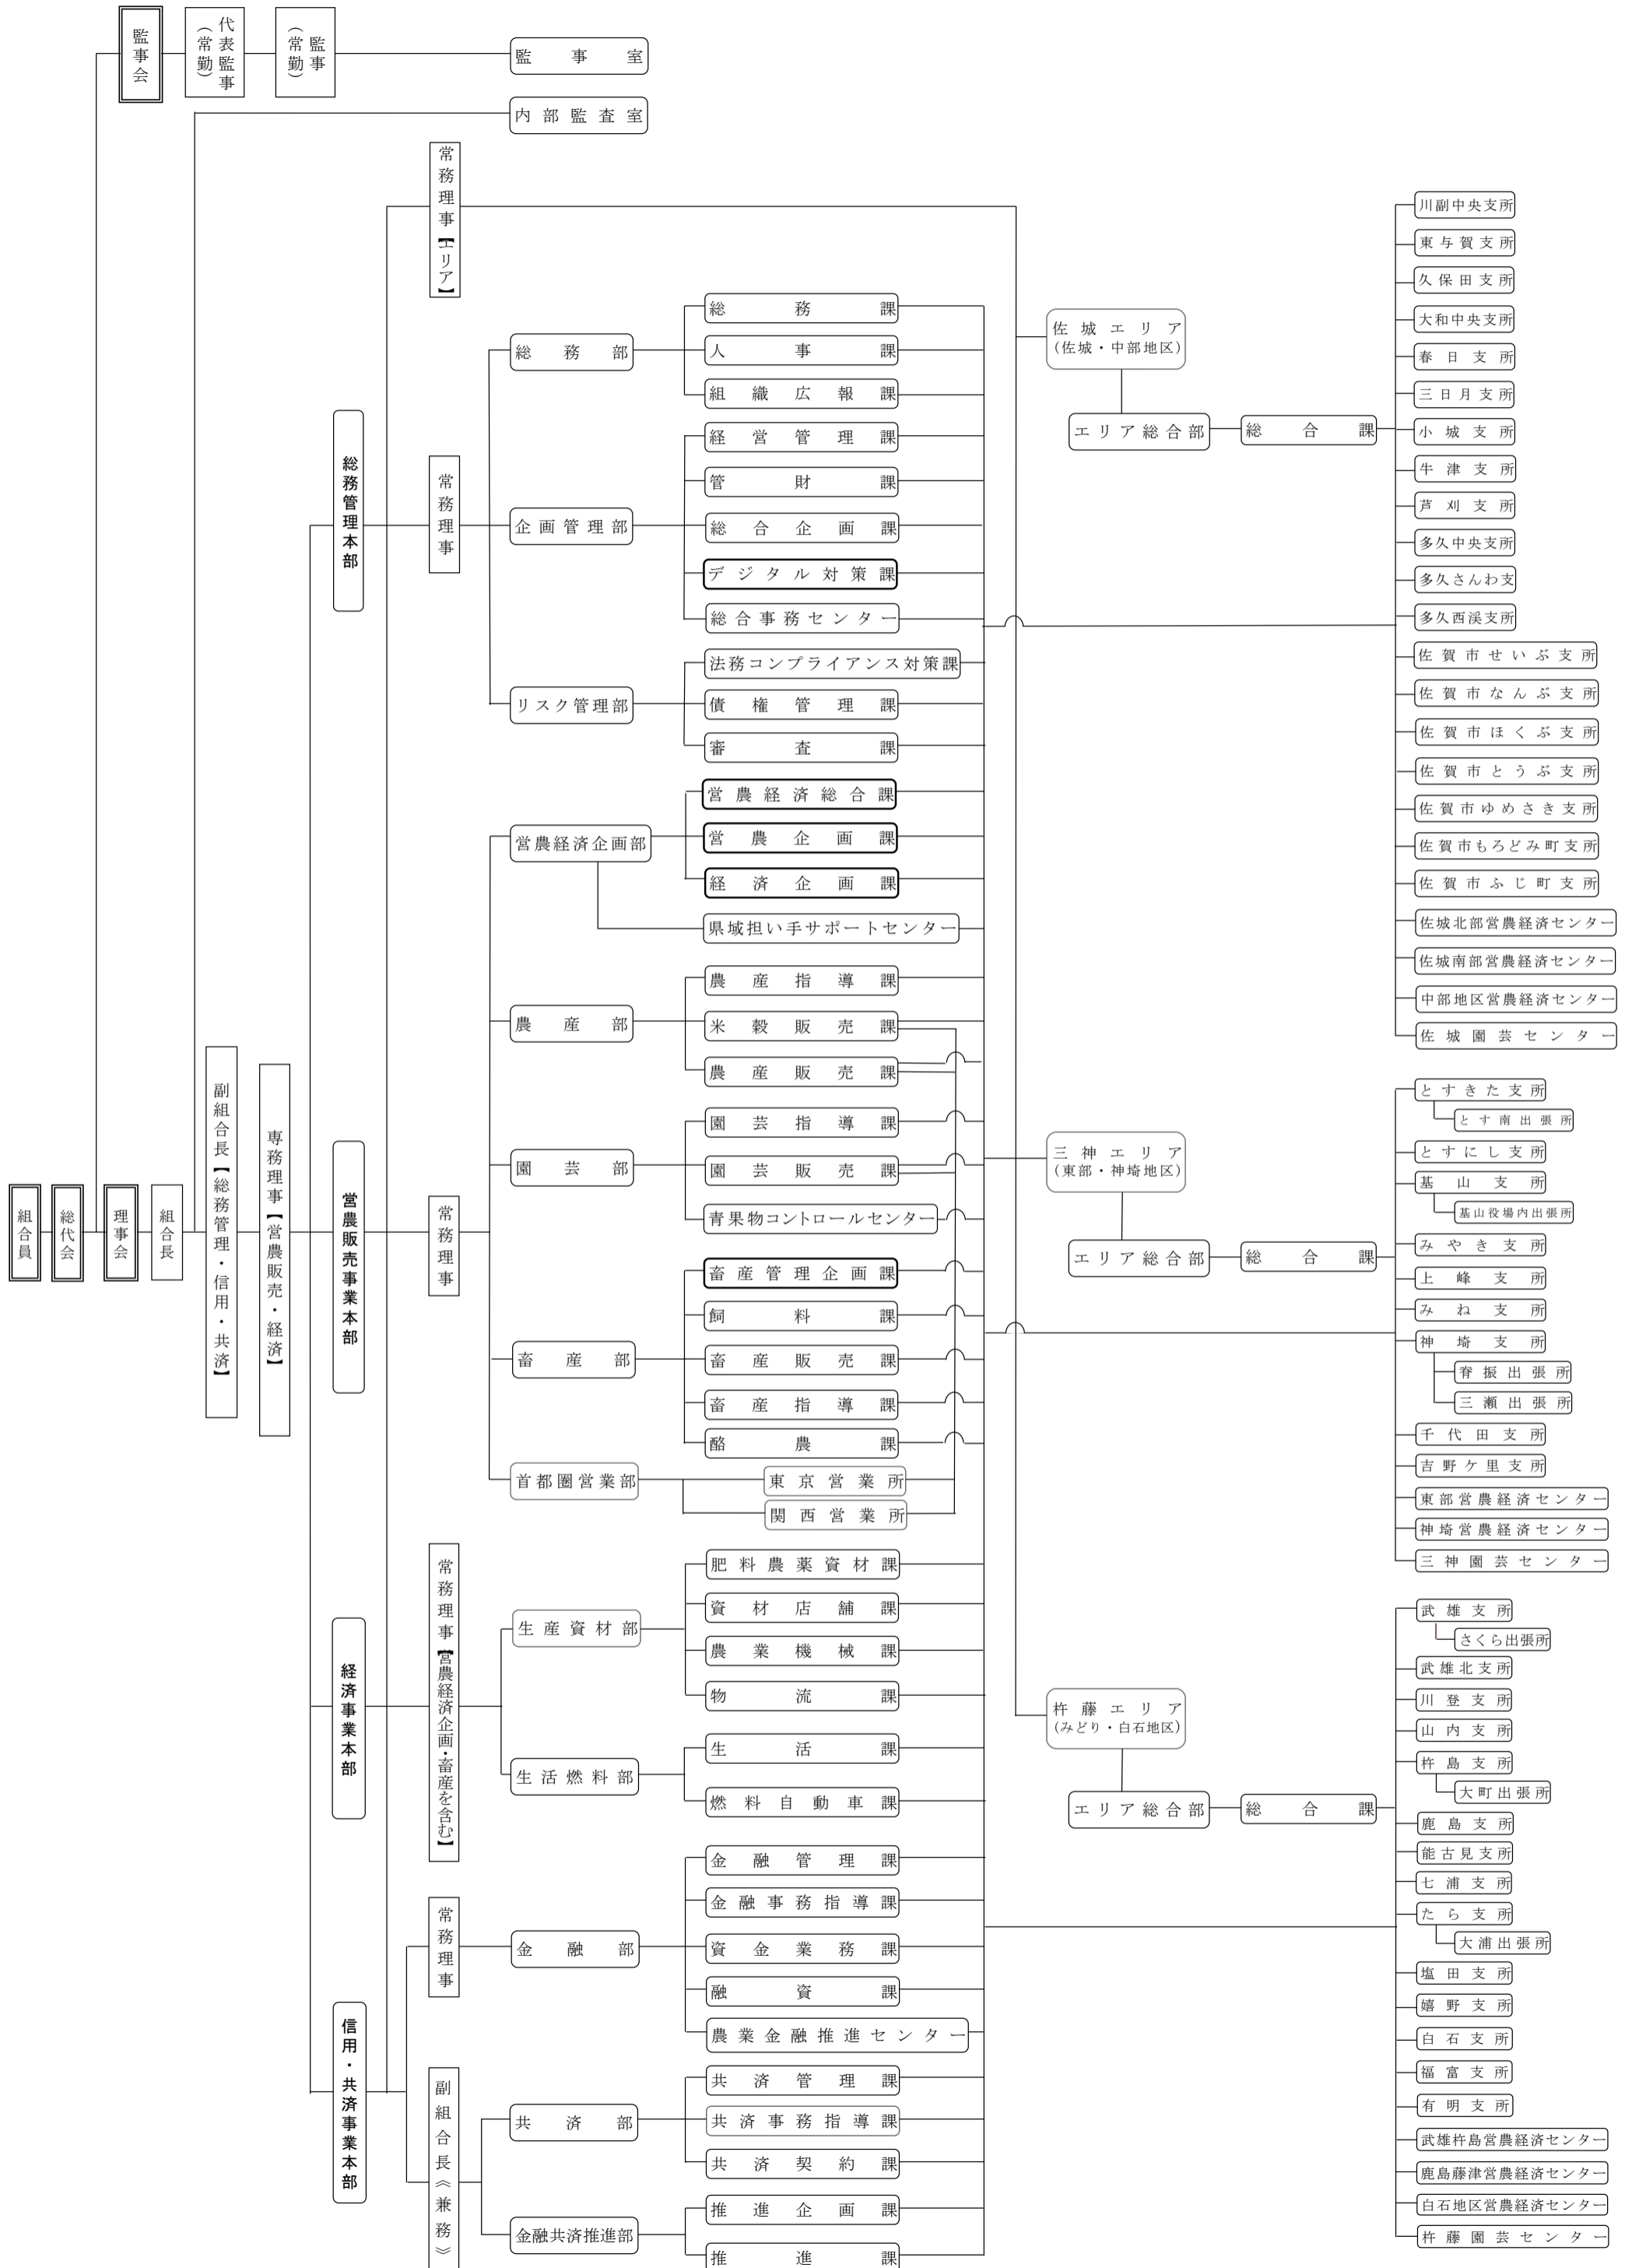 監事会
代表監事
（常勤）
監事
（常勤）
監事室
内部監査室
常務理事【エリア】
組合員
総代会
理事会
組合長
副組合長【総務管理・信用・共済】
専務理事【営農販売・経済】
総務管理本部
常務理事
総務部
総務課
人事課
組織広報課
企画管理部
経営管理課
管財課
総合企画課
デジタル対策課
総合事務センター
リスク管理部
法務コンプライアンス対策課
債権管理課
審査課
営農販売事業本部
常務理事
営農経済企画部
営農経済総合課
営農企画課
経済企画課
県域担い手サポートセンター
農産部
農産指導課
米穀販売課
農産販売課
園芸部
園芸指導課
園芸販売課
青果物コントロールセンター
畜産部
畜産管理企画課
飼料課
畜産販売課
畜産指導課
酪農課
首都圏営業部
東京営業所
関西営業所
経済事業本部
常務理事【営農経済企画・畜産を含む】
生産資材部
肥料農薬資材課
資材店舗課
農業機械課
物流課
生活燃料部
生活課
燃料自動車課
信用・共済事業本部
常務理事
金融部
金融管理課
金融事務指導課
資金業務課
融資課
農業金融推進センター
副組合長《兼務》
共済部
共済管理課
共済事務指導課
共済契約課
金融共済推進部
推進企画課
推進課
佐城エリア
（佐城・中部地区）
エリア総合部
総合課
川副中央支所
東与賀支所
久保田支所
大和中央支所
春日支所
三日月支所
小城支所
牛津支所
芦刈支所
多久中央支所
多久さんわ支
多久西渓支所
佐賀市せいぶ支所
佐賀市なんぶ支所
佐賀市ほくぶ支所
佐賀市とうぶ支所
佐賀市ゆめさき支所
佐賀市もろどみ町支所
佐賀市ふじ町支所
佐城北部営農経済センター
佐城南部営農経済センター
中部地区営農経済センター
佐城園芸センター
三神エリア
（東部・神埼地区）
エリア総合部
総合課
とすきた支所
とす南出張所
とすにし支所
基山支所
基山役場内出張所
みやき支所
上峰支所
みね支所
神埼支所
脊振出張所
三瀬出張所
千代田支所
吉野ケ里支所
東部営農経済センター
神埼営農経済センター
三神園芸センター
杵藤エリア
（みどり・白石地区）
エリア総合部
総合課
武雄支所
さくら出張所
武雄北支所
川登支所
山内支所
杵島支所
大町出張所
鹿島支所
能古見支所
七浦支所
たら支所
大浦出張所
塩田支所
嬉野支所
白石支所
福富支所
有明支所
武雄杵島営農経済センター
鹿島藤津営農経済センター
白石地区営農経済センター
杵藤園芸センター